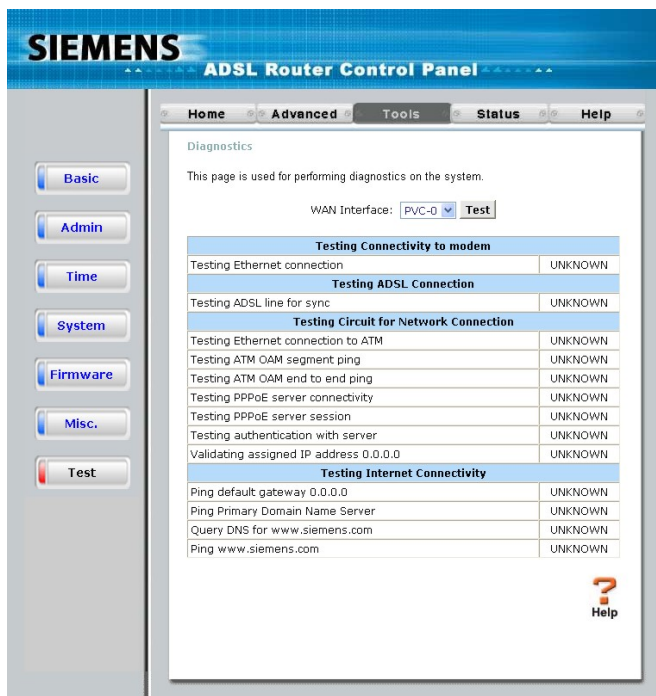 SIEMENS
ADSL Router Control Panel
Home Advanced Tools Status Help
Basic
Admin
Time
System
Firmware
Misc.
Test
Diagnostics
This page is used for performing diagnostics on the system.
WAN Interface: PVC-0 Test
Testing Connectivity to modem
Testing Ethernet connection UNKNOWN
Testing ADSL Connection
Testing ADSL line for sync UNKNOWN
Testing Circuit for Network Connection
Testing Ethernet connection to ATM UNKNOWN
Testing ATM OAM segment ping UNKNOWN
Testing ATM OAM end to end ping UNKNOWN
Testing PPPoE server connectivity UNKNOWN
Testing PPPoE server session UNKNOWN
Testing authentication with server UNKNOWN
Validating assigned IP address 0.0.0.0 UNKNOWN
Testing Internet Connectivity
Ping default gateway 0.0.0.0 UNKNOWN
Ping Primary Domain Name Server UNKNOWN
Query DNS for www.siemens.com UNKNOWN
Ping www.siemens.com UNKNOWN
?
Help